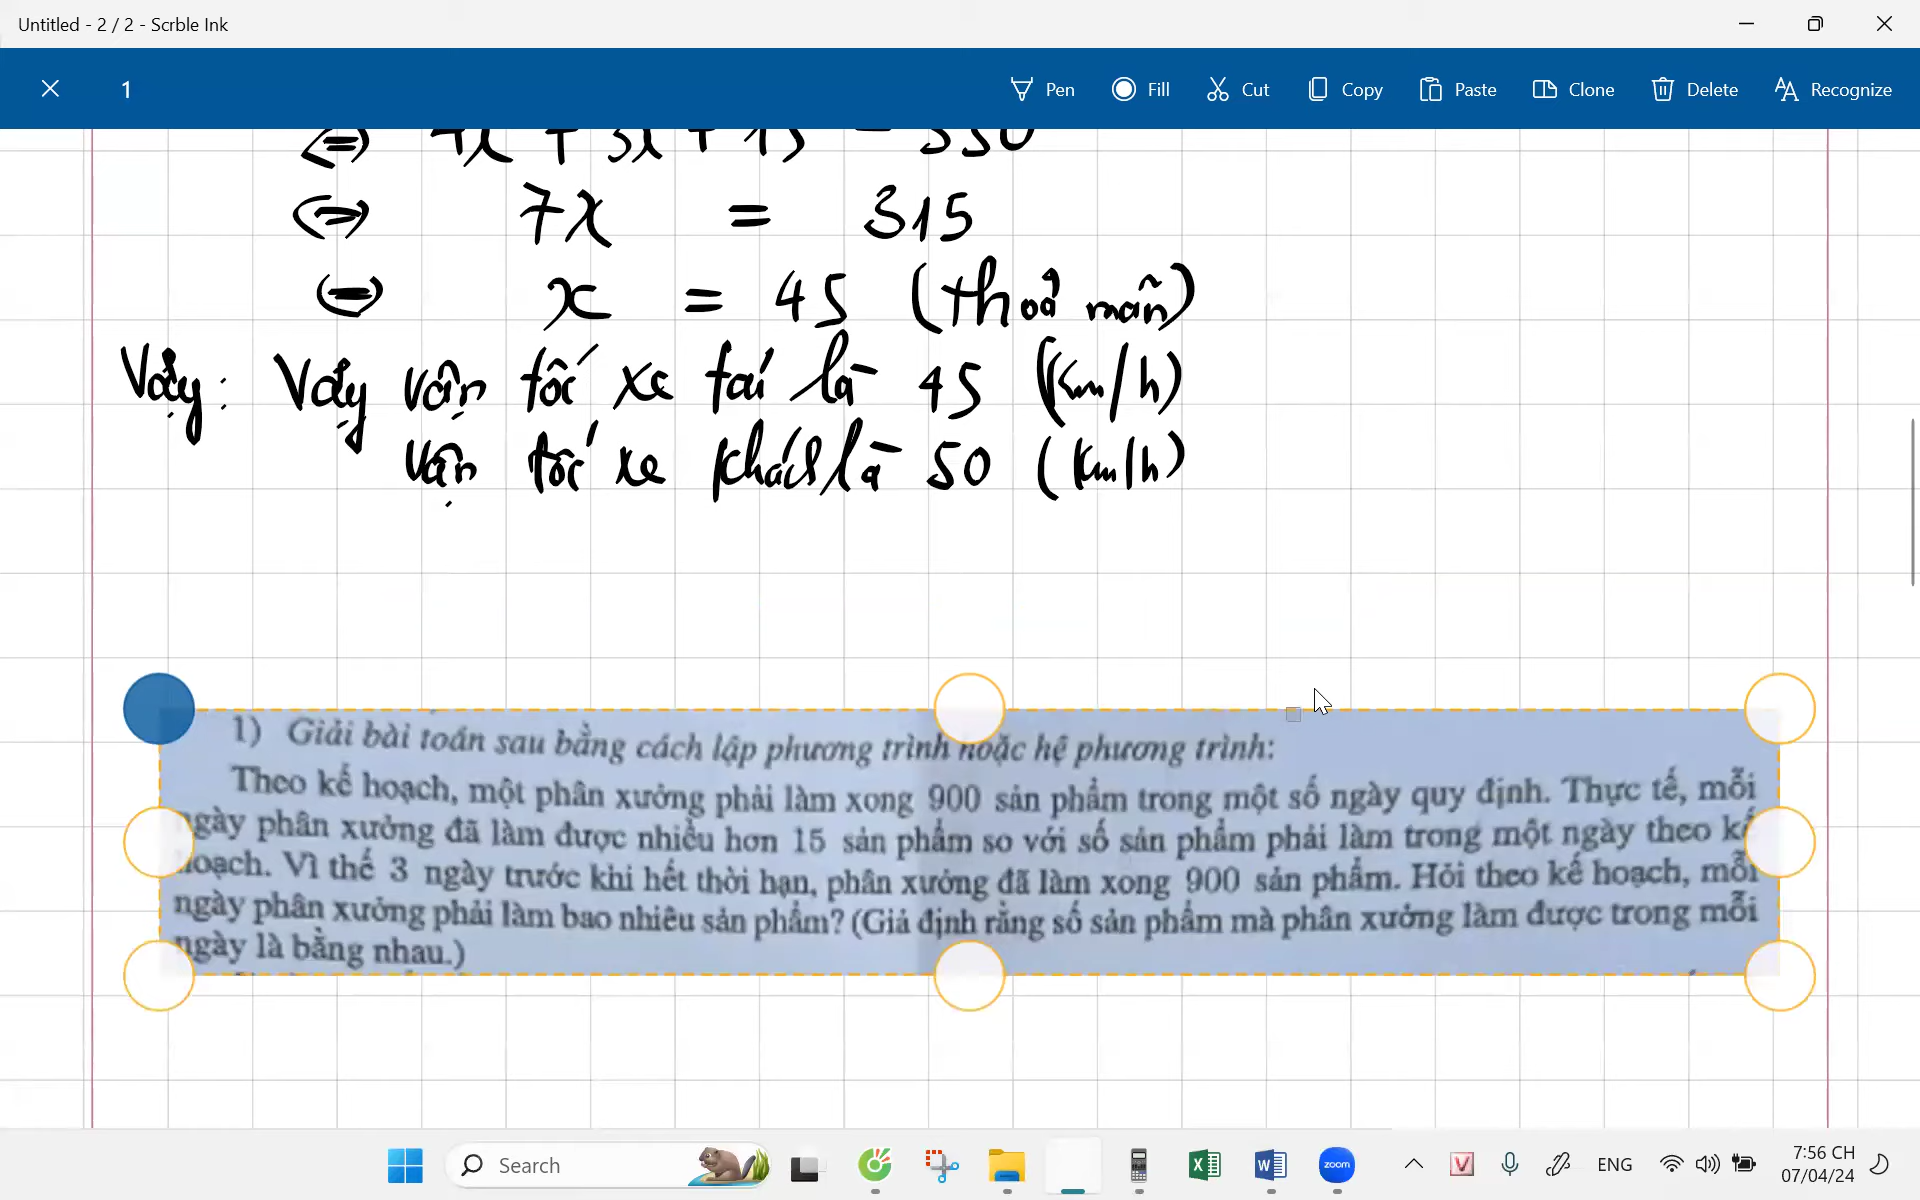 Untitled - 2 / 2 - Scrble Ink
1 Pen Fill Cut Copy Paste Clone Delete Recognize
⇔ 4x + 3x + 15 = 330
⇔ 7x = 315
⇔ x = 45 (thoả mãn)
Vậy: Vậy vận tốc xe tải là 45 (Km/h)
Vận tốc xe khách là 50 (Km/h)
1) Giải bài toán sau bằng cách lập phương trình hoặc hệ phương trình:
Theo kế hoạch, một phân xưởng phải làm xong 900 sản phẩm trong một số ngày quy định. Thực tế, mỗi
ngày phân xưởng đã làm được nhiều hơn 15 sản phẩm so với số sản phẩm phải làm trong một ngày theo kế
hoạch. Vì thế 3 ngày trước khi hết thời hạn, phân xưởng đã làm xong 900 sản phẩm. Hỏi theo kế hoạch, mỗi
ngày phân xưởng phải làm bao nhiêu sản phẩm? (Giả định rằng số sản phẩm mà phân xưởng làm được trong mỗi
ngày là bằng nhau.)
Search zoom ENG 7:56 CH
07/04/24